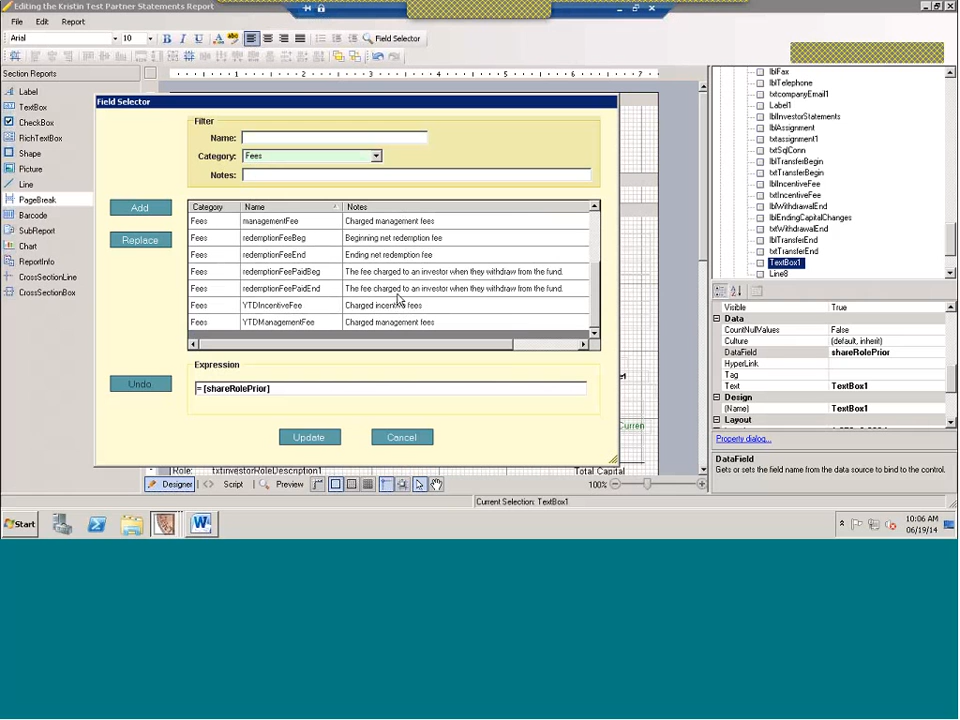 Editing the Kristin Test Partner Statements Report
File Edit Report
Arial 10 B I U A Field Selector
Section Reports
Label
TextBox
CheckBox
RichTextBox
Shape
Picture
Line
PageBreak
Barcode
SubReport
Chart
ReportInfo
CrossSectionLine
CrossSectionBox
1 2 3 4 5 6 7
Field Selector
Filter
Name:
Category: Fees
Notes:
Add
Replace
Undo
Category Name Notes
Fees managementFee Charged management fees
Fees redemptionFeeBeg Beginning net redemption fee
Fees redemptionFeeEnd Ending net redemption fee
Fees redemptionFeePaidBeg The fee charged to an investor when they withdraw from the fund.
Fees redemptionFeePaidEnd The fee charged to an investor when they withdraw from the fund.
Fees YTDIncentiveFee Charged incentive fees
Fees YTDManagementFee Charged management fees
Expression
= [shareRolePrior]
Update Cancel
Curren
Role: txtinvestorRoleDescription1 Total Capital
Designer Script Preview 100%
lblFax
lblTelephone
txtcompanyEmail1
Label1
lblInvestorStatements
lblAssignment
txtassignment1
txtSqlConn
lblTransferBegin
txtTransferBegin
lblIncentiveFee
txtIncentiveFee
lblWithdrawalEnd
lblEndingCapitalChanges
txtWithdrawalEnd
lblTransferEnd
txtTransferEnd
TextBox1
Line8
Visible True
Data
CountNullValues False
Culture (default, inherit)
DataField shareRolePrior
HyperLink
Tag
Text TextBox1
Design
(Name) TextBox1
Layout
Property dialog...
DataField
Gets or sets the field name from the data source to bind to the control.
Current Selection: TextBox1
Start
10:06 AM
06/19/14